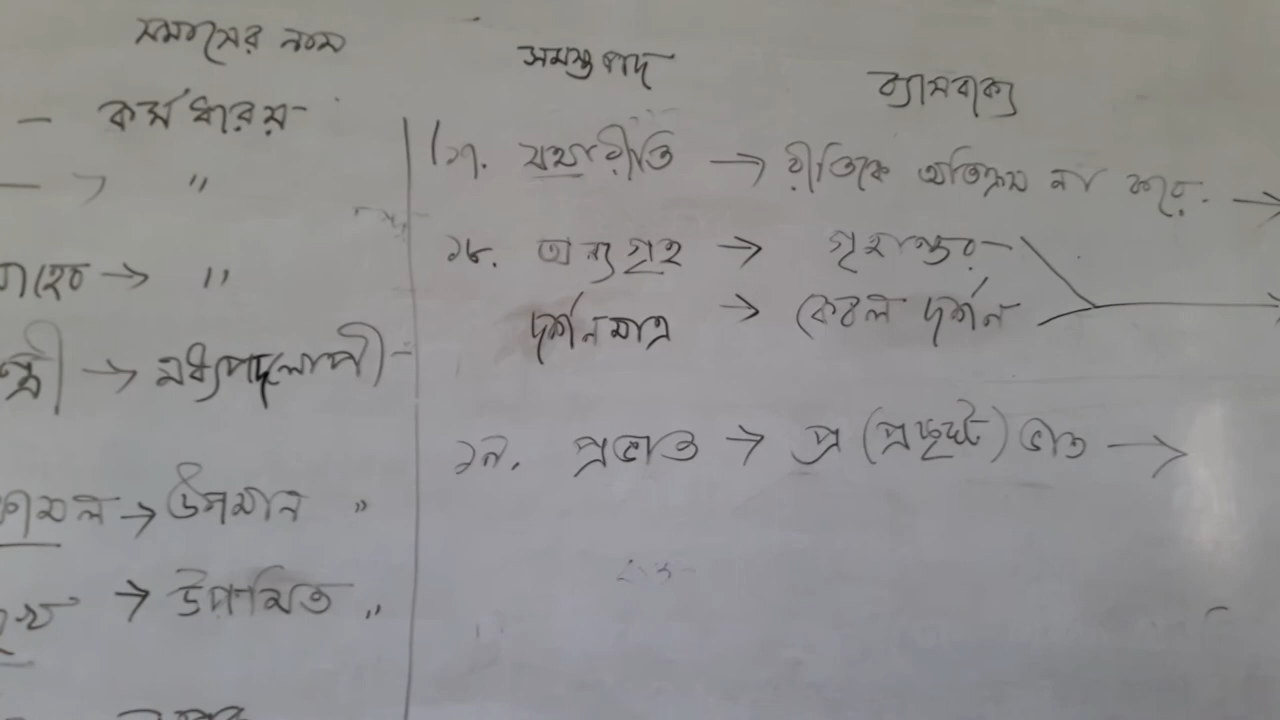 সমাসের নাম
- কর্মধারয়
- > "
→ "
স্ত্রী → মধ্যপদলোপী
→ উপমান "
→ উপমিত "
সমস্তপদ ব্যাসবাক্য
১৭. যথারীতি → রীতিকে অতিক্রম না করে. →
১৮. অন্যগৃহ → গৃহান্তর
দর্শনমাত্র → কেবল দর্শন
১৯. প্রভাত → প্র (প্রকৃষ্ট) ভাত →